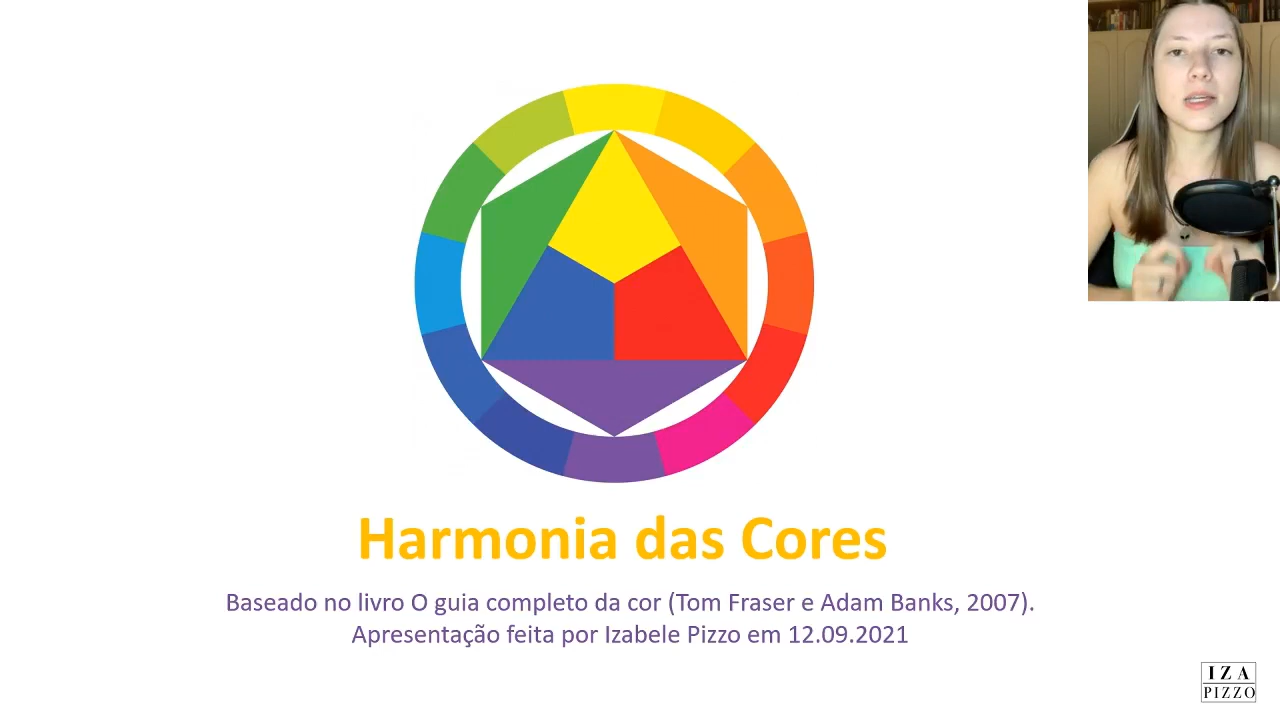 Harmonia das Cores
Baseado no livro O guia completo da cor (Tom Fraser e Adam Banks, 2007).
Apresentação feita por Izabele Pizzo em 12.09.2021
IZA
PIZZO